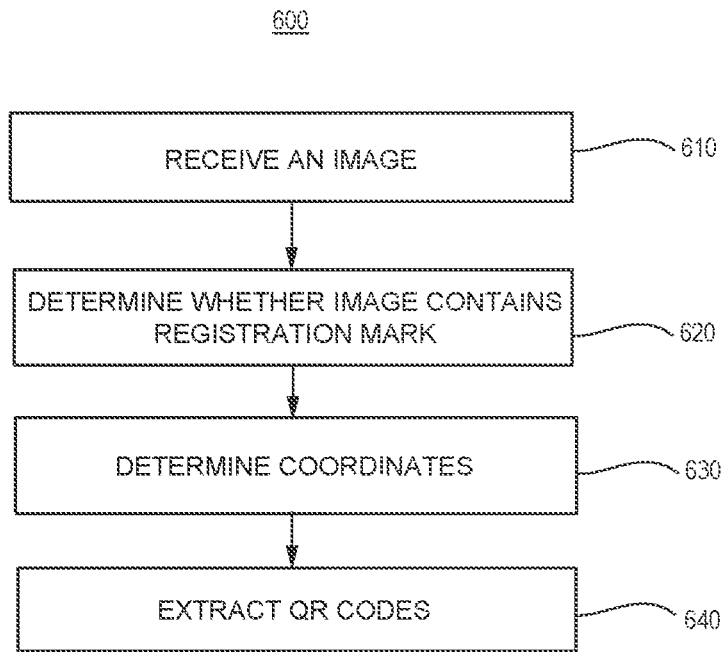 600
RECEIVE AN IMAGE
610
DETERMINE WHETHER IMAGE CONTAINS
REGISTRATION MARK
620
DETERMINE COORDINATES
630
EXTRACT QR CODES
640